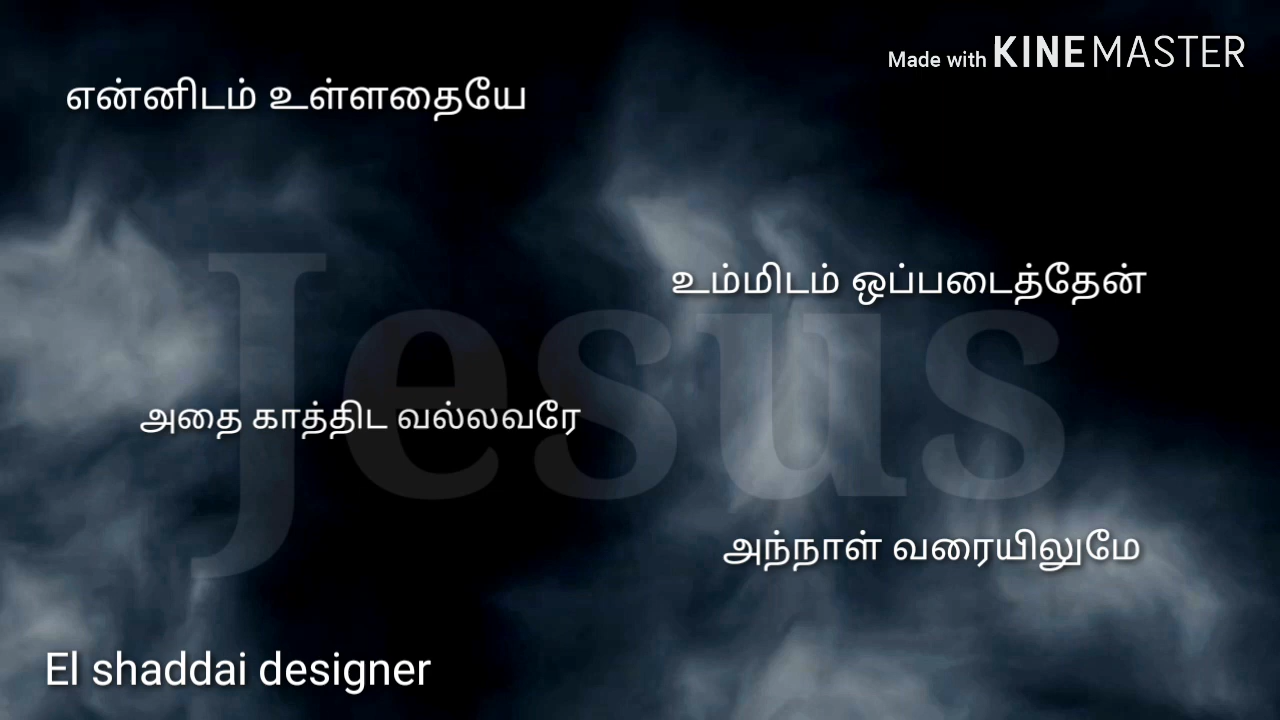 Made with KINEMASTER
என்னிடம் உள்ளதையே
உம்மிடம் ஒப்படைத்தேன்
Jesus
அதை காத்திட வல்லவரே
அந்நாள் வரையிலுமே
El shaddai designer